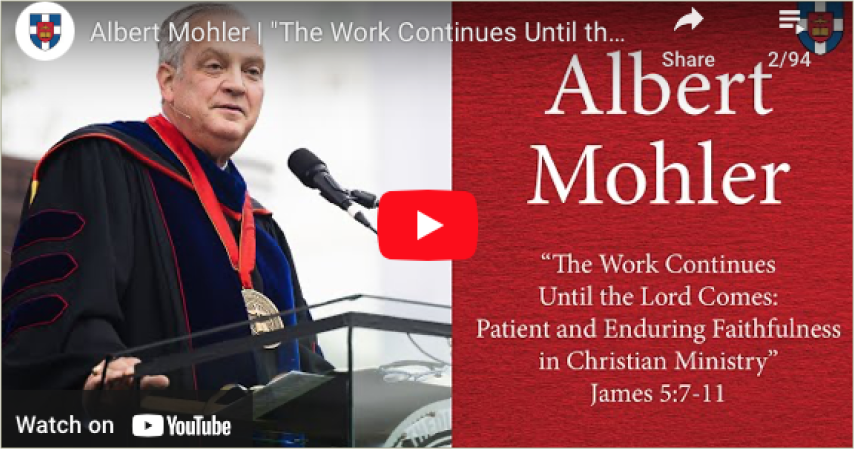 Albert Mohler | "The Work Continues Until th...
Share
2/94
Albert
Mohler
“The Work Continues
Until the Lord Comes:
Patient and Enduring Faithfulness
in Christian Ministry”
James 5:7-11
Watch on YouTube